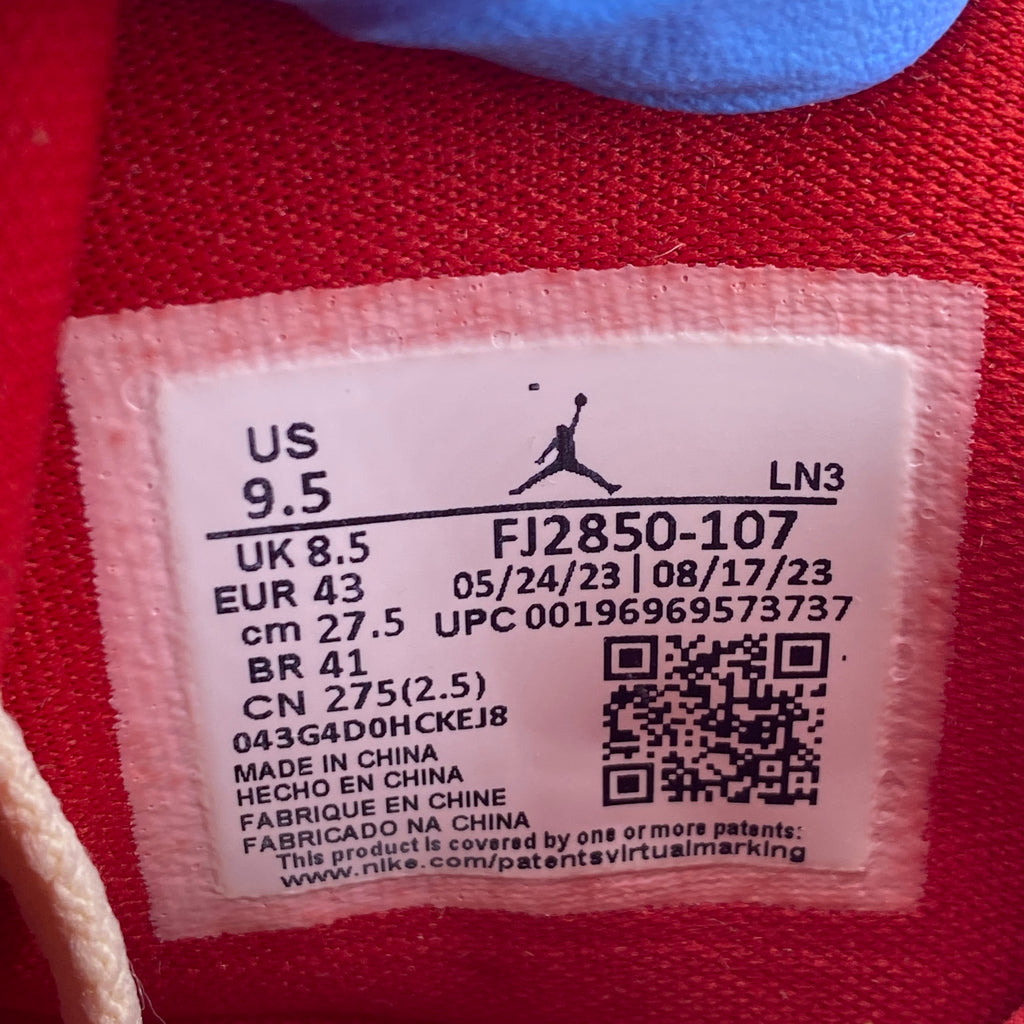 US
9.5
LN3
UK 8.5
EUR 43
cm 27.5
BR 41
CN 275(2.5)
FJ2850-107
05/24/23 | 08/17/23
UPC 00196969573737
043G4D0HCKEJ8
MADE IN CHINA
HECHO EN CHINA
FABRIQUE EN CHINE
FABRICADO NA CHINA
This product is covered by one or more patents:
www.nike.com/patentsvirtualmarking